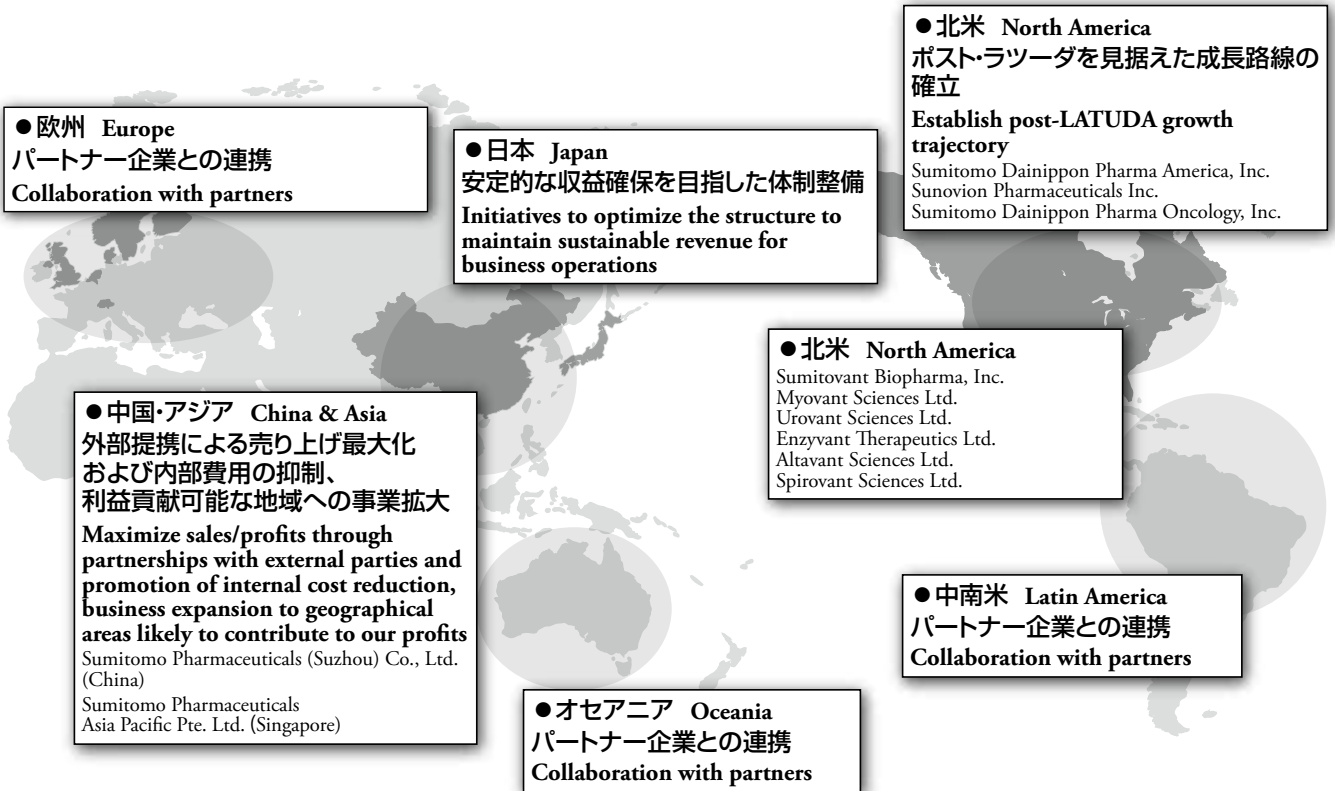 ●欧州 Europe
パートナー企業との連携
Collaboration with partners
●日本 Japan
安定的な収益確保を目指した体制整備
Initiatives to optimize the structure to
maintain sustainable revenue for
business operations
●北米 North America
ポスト・ラツーダを見据えた成長路線の
確立
Establish post-LATUDA growth
trajectory
Sumitomo Dainippon Pharma America, Inc.
Sunovion Pharmaceuticals Inc.
Sumitomo Dainippon Pharma Oncology, Inc.
●北米 North America
Sumitovant Biopharma, Inc.
Myovant Sciences Ltd.
Urovant Sciences Ltd.
Enzyvant Therapeutics Ltd.
Altavant Sciences Ltd.
Spirovant Sciences Ltd.
●中国・アジア China & Asia
外部提携による売り上げ最大化
および内部費用の抑制、
利益貢献可能な地域への事業拡大
Maximize sales/profits through
partnerships with external parties and
promotion of internal cost reduction,
business expansion to geographical
areas likely to contribute to our profits
Sumitomo Pharmaceuticals (Suzhou) Co., Ltd.
(China)
Sumitomo Pharmaceuticals
Asia Pacific Pte. Ltd. (Singapore)
●中南米 Latin America
パートナー企業との連携
Collaboration with partners
●オセアニア Oceania
パートナー企業との連携
Collaboration with partners